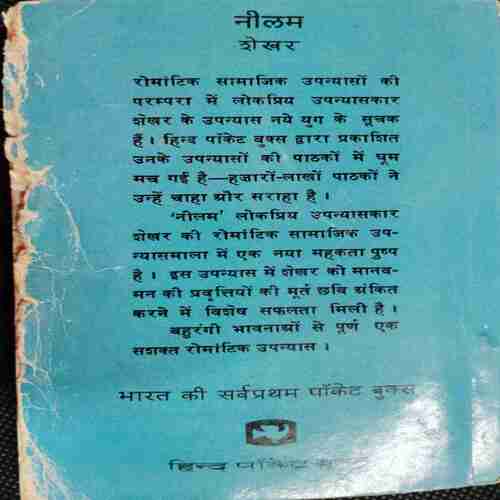 नीलम
शेखर
रोमांटिक सामाजिक उपन्यासों की
परम्परा में लोकप्रिय उपन्यासकार
शेखर के उपन्यास नये युग के सूचक
हैं। हिन्द पॉकेट बुक्स द्वारा प्रकाशित
उनके उपन्यासों की पाठकों में धूम
मच गई है—हजारों-लाखों पाठकों ने
उन्हें चाहा और सराहा है।
'नीलम' लोकप्रिय उपन्यासकार
शेखर की रोमांटिक सामाजिक उप-
न्यासमाला में एक नया महकता पुष्प
है। इस उपन्यास में शेखर को मानव-
मन की प्रवृत्तियों की मूर्त छवि अंकित
करने में विशेष सफलता मिली है।
बहुरंगी भावनाओं से पूर्ण एक
सशक्त रोमांटिक उपन्यास।
भारत की सर्वप्रथम पॉकेट बुक्स
हिन्द पॉकेट